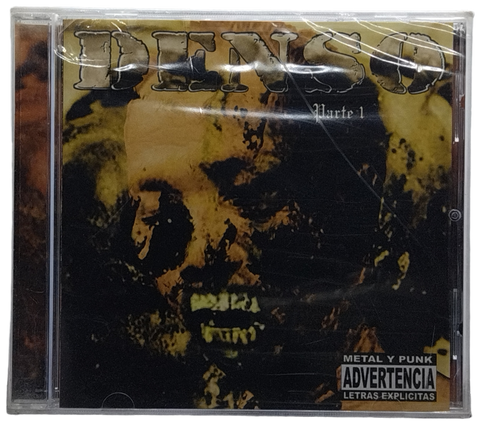 DENSO
Parte 1
METAL Y PUNK
ADVERTENCIA
LETRAS EXPLICITAS